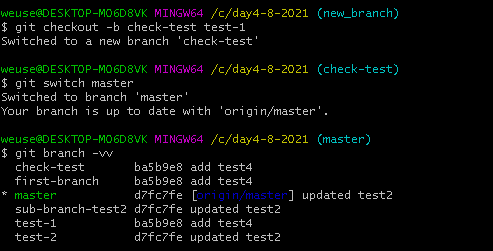 weuse@DESKTOP-MO6D8VK MINGW64 /c/day4-8-2021 (new_branch)
$ git checkout -b check-test test-1
Switched to a new branch 'check-test'
weuse@DESKTOP-MO6D8VK MINGW64 /c/day4-8-2021 (check-test)
$ git switch master
Switched to branch 'master'
Your branch is up to date with 'origin/master'.
weuse@DESKTOP-MO6D8VK MINGW64 /c/day4-8-2021 (master)
$ git branch -vv
check-test ba5b9e8 add test4
first-branch ba5b9e8 add test4
* master d7fc7fe [origin/master] updated test2
sub-branch-test2 d7fc7fe updated test2
test-1 ba5b9e8 add test4
test-2 d7fc7fe updated test2